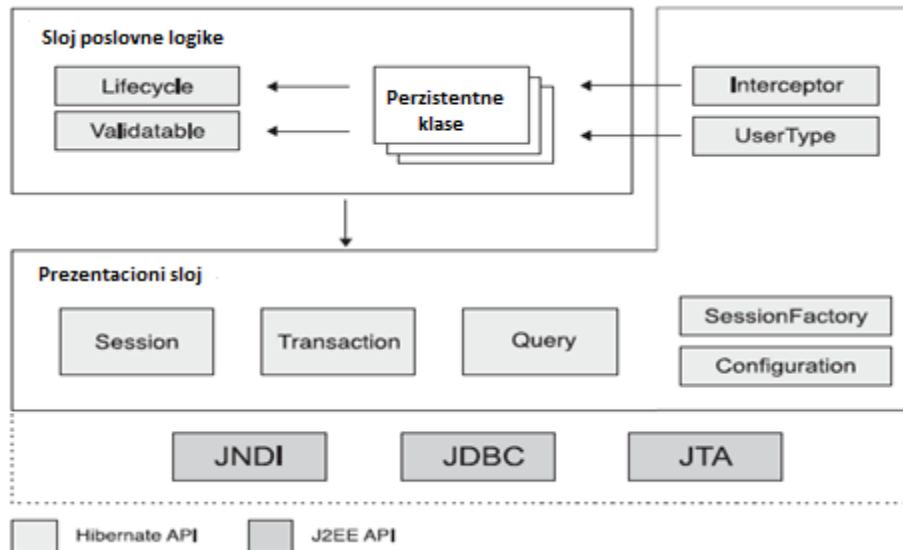 Sloj poslovne logike
Lifecycle
Validatable
Perzistentne
klase
Interceptor
UserType
Prezentacioni sloj
Session
Transaction
Query
SessionFactory
Configuration
JNDI
JDBC
JTA
Hibernate API
J2EE API